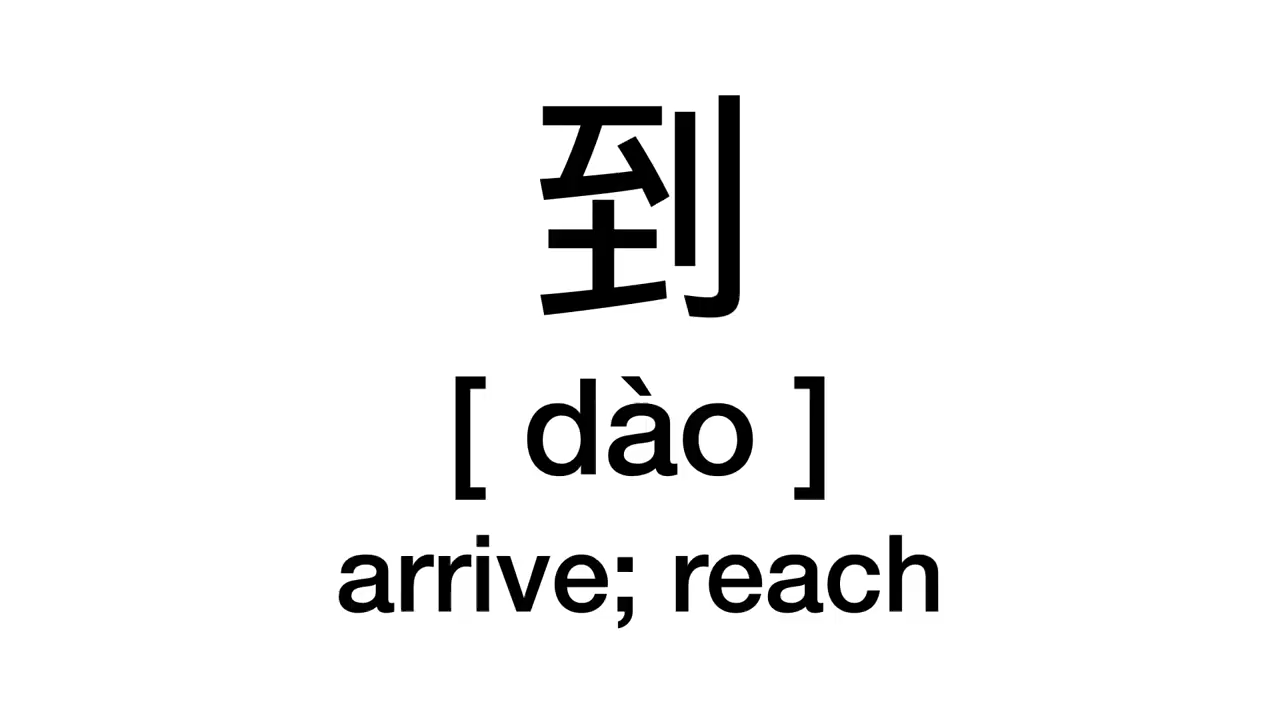 到
[ dào ]
arrive; reach